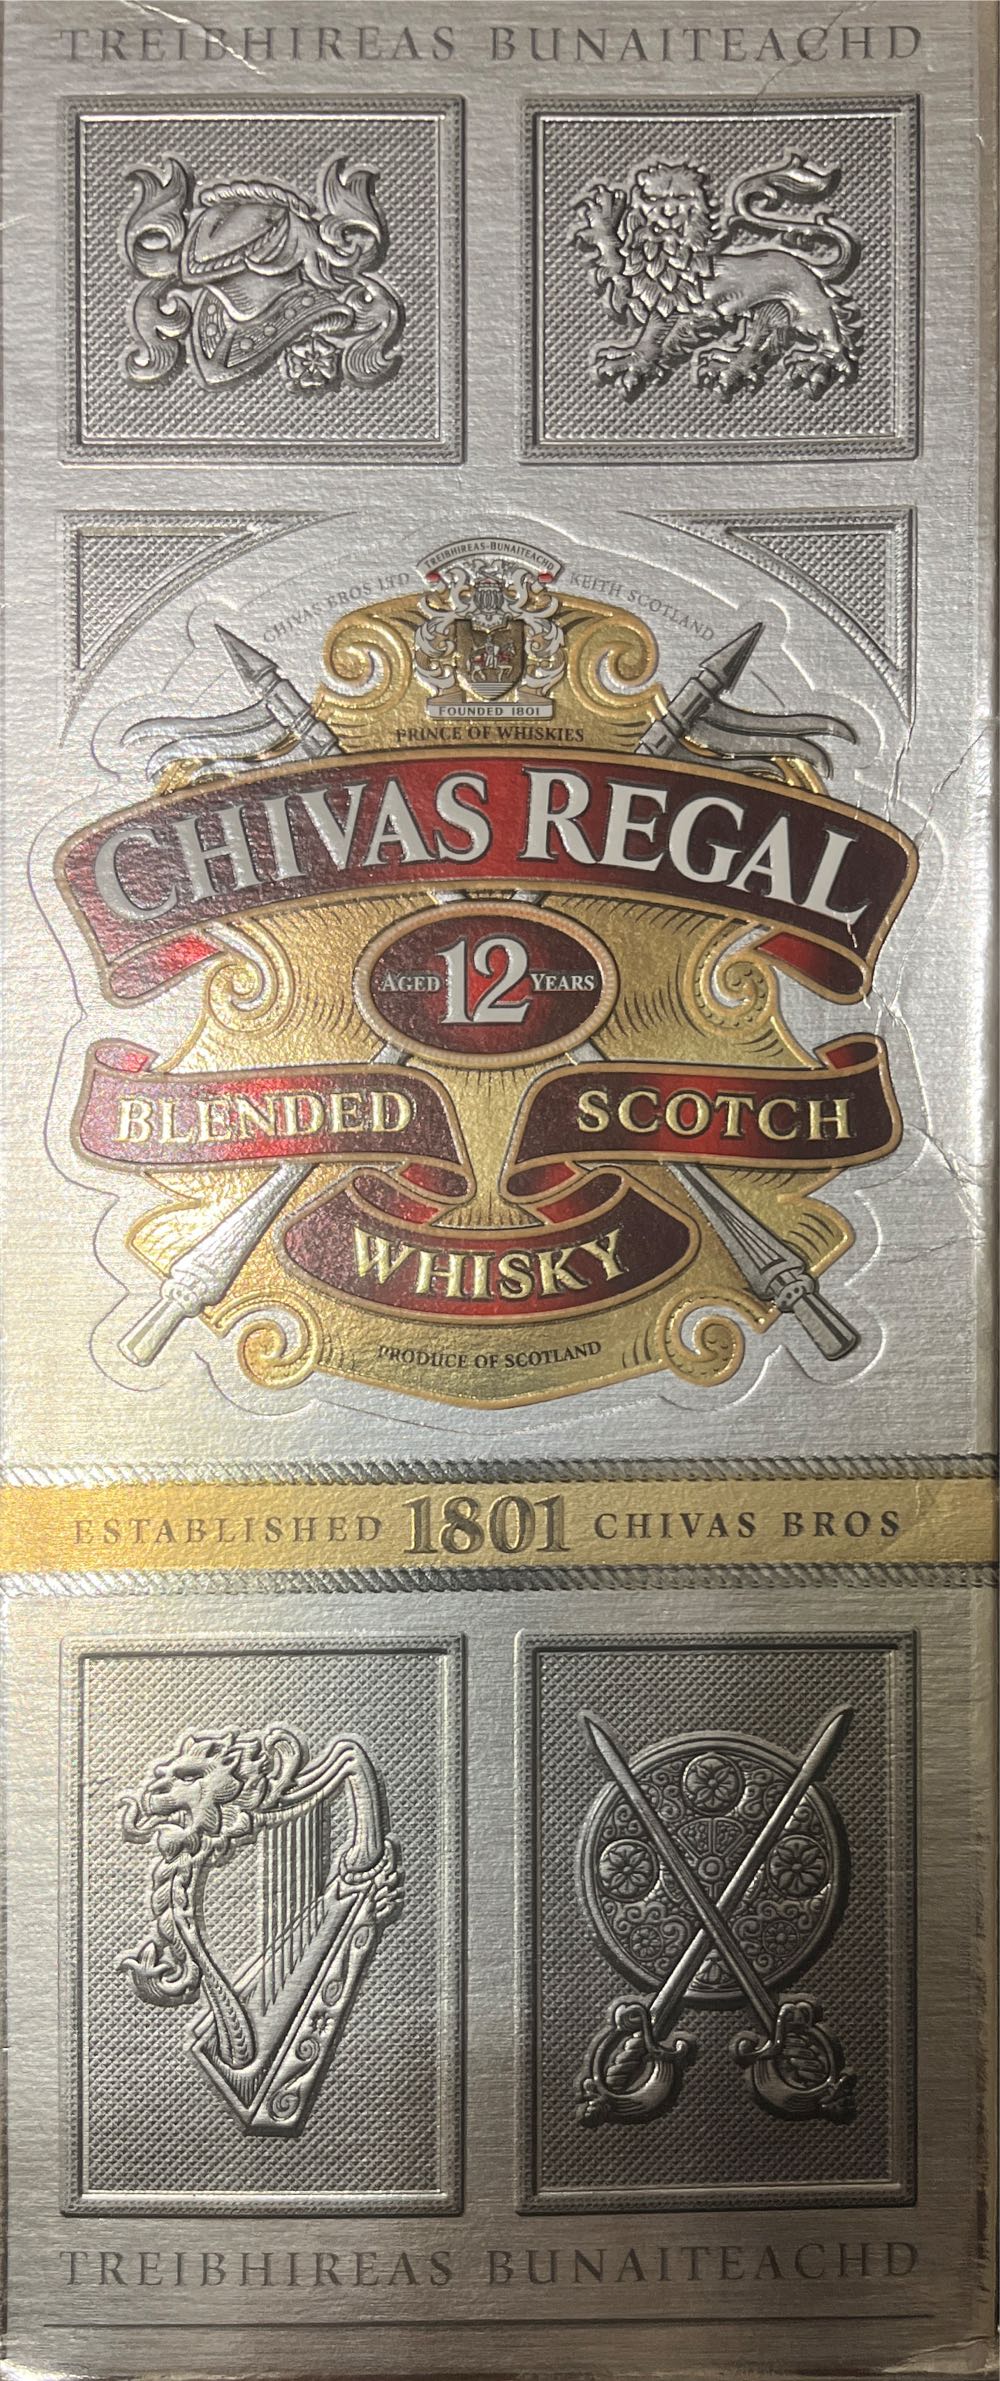 TREIBHIREAS BUNAITEACHD
TREIBHIREAS-BUNAITEACHD
CHIVAS BROS LTD
KEITH SCOTLAND
FOUNDED 1801
PRINCE OF WHISKIES
CHIVAS REGAL
AGED 12 YEARS
BLENDED SCOTCH
WHISKY
PRODUCE OF SCOTLAND
ESTABLISHED 1801 CHIVAS BROS
TREIBHIREAS BUNAITEACHD